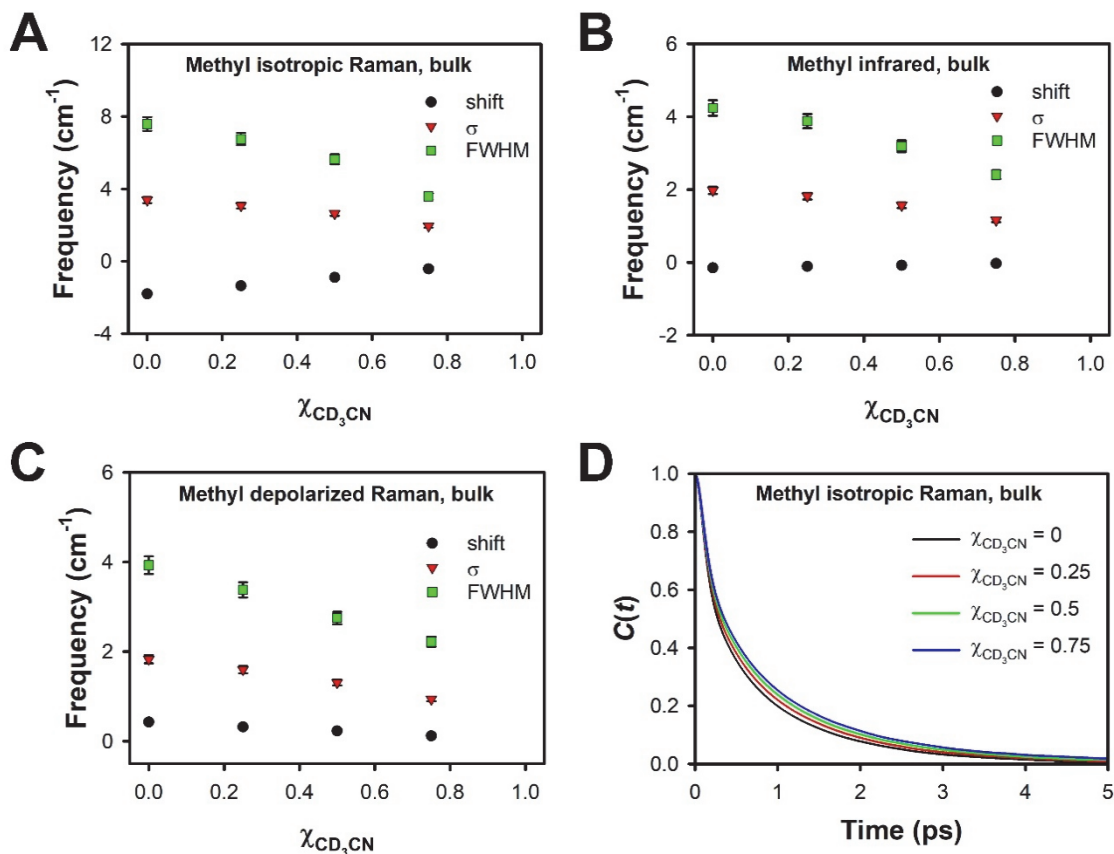 A
Methyl isotropic Raman, bulk
shift
σ
FWHM
Frequency (cm⁻¹)
12
8
4
0
-4
0.0 0.2 0.4 0.6 0.8 1.0
χCD₃CN
B
Methyl infrared, bulk
shift
σ
FWHM
Frequency (cm⁻¹)
6
4
2
0
-2
0.0 0.2 0.4 0.6 0.8 1.0
χCD₃CN
C
Methyl depolarized Raman, bulk
shift
σ
FWHM
Frequency (cm⁻¹)
6
4
2
0
0.0 0.2 0.4 0.6 0.8 1.0
χCD₃CN
D
Methyl isotropic Raman, bulk
χCD₃CN = 0
χCD₃CN = 0.25
χCD₃CN = 0.5
χCD₃CN = 0.75
C(t)
1.0
0.8
0.6
0.4
0.2
0.0
0 1 2 3 4 5
Time (ps)